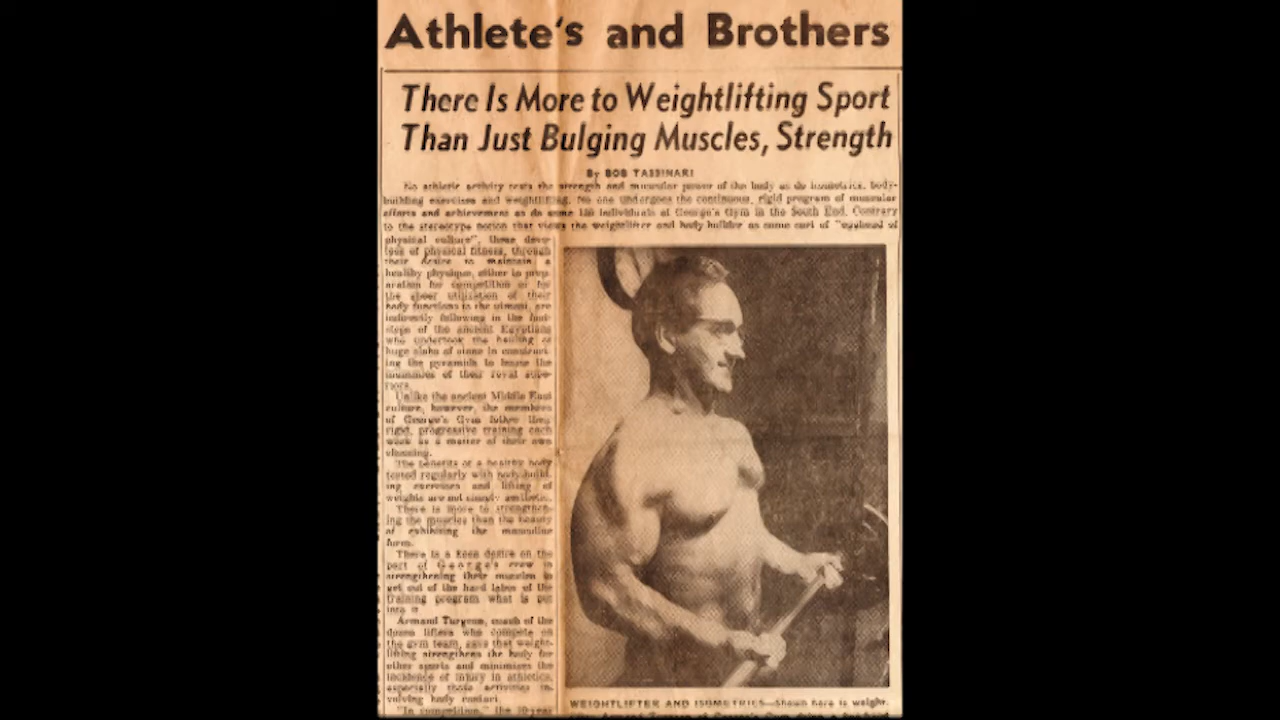 Athlete's and Brothers
There Is More to Weightlifting Sport
Than Just Bulging Muscles, Strength
By BOB TASSINARI
No athletic activity tests the strength and muscular power of the body as do isometrics, body-
building exercises and weightlifting. No one undergoes the continuous, rigid program of muscular
efforts and achievement as do some 150 individuals at George's Gym in the South End. Contrary
to the stereotype notion that views the weightlifter and body builder as some sort of
physical culture", these devo-
tees of physical fitness, through
their desire to maintain a
healthy physique, either in prep-
aration for competition or for
the sheer utilization of their
body functions to the utmost, are
indirectly following in the foot-
steps of the ancient Egyptians
who undertook the hauling of
huge slabs of stone in construct-
ing the pyramids to house the
mummies of their royal supe-
riors.
Unlike the ancient Middle East
culture, however, the members
of George's Gym follow their
rigid, progressive training each
week as a matter of their own
choosing.
The benefits of a healthy body
tested regularly with body-build-
ing exercises and lifting of
weights are not simply aesthetic.
There is more to strengthen-
ing the muscles than the beauty
of exhibiting the masculine
form.
There is a keen desire on the
part of George's crew in
strengthening their muscles to
get out of the hard labor of the
training program what is put
into it
Armand Turgeon, coach of the
dozen lifters who compete on
the gym team, says that weight-
lifting strengthens the body for
other sports and minimizes the
incidence of injury in athletics,
especially those activities in-
volving body contact.
"In competition," the 30-year
WEIGHTLIFTER AND ISOMETRICS—Shown here is weight-